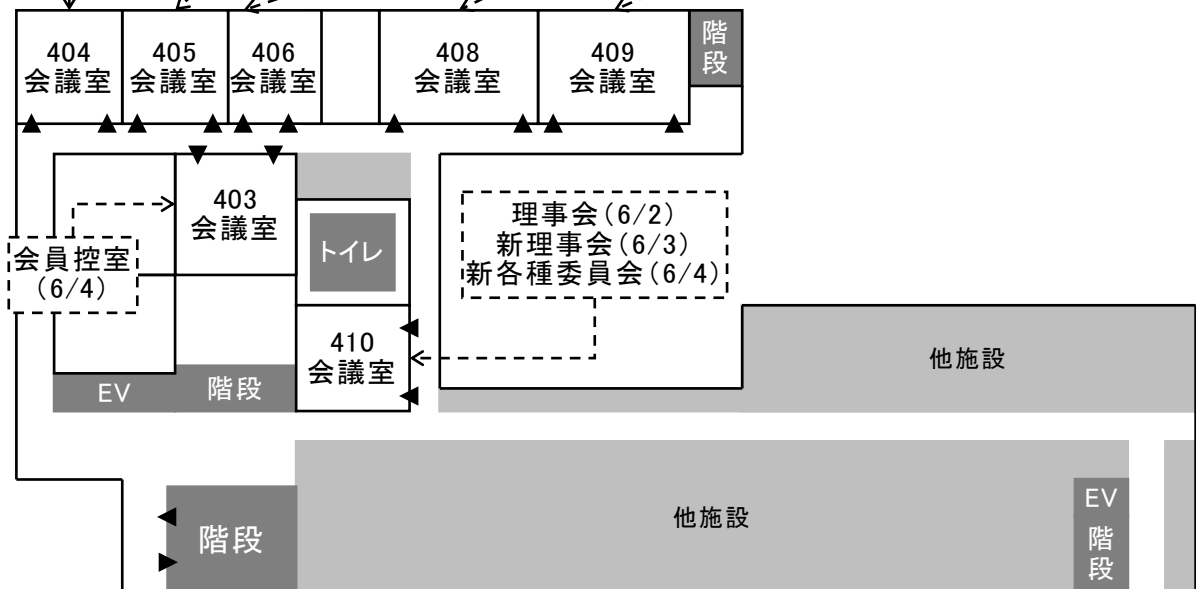 404
会議室
405
会議室
406
会議室
408
会議室
409
会議室
階
段
403
会議室
会員控室
(6/4)
トイレ
理事会(6/2)
新理事会(6/3)
新各種委員会(6/4)
410
会議室
他施設
EV
階段
他施設
階段
EV
階
段